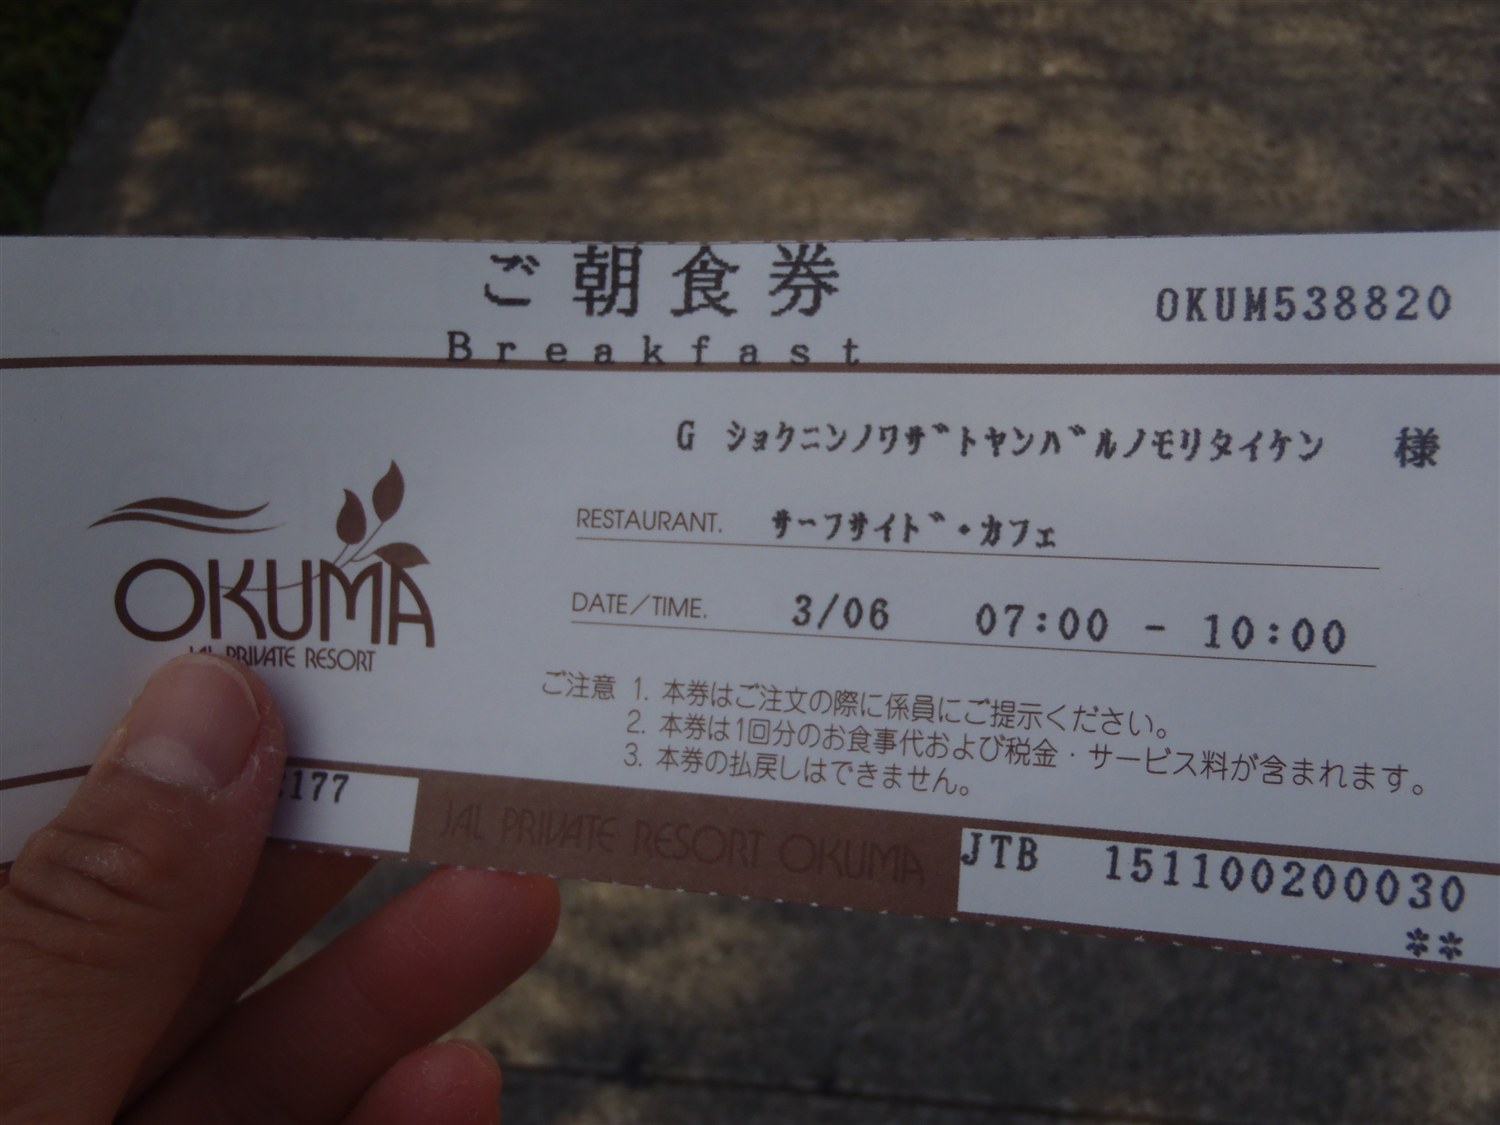 ご朝食券
Breakfast
OKUM538820
G ショクニンノワザトヤンバルノモリタイケン 様
OKUMA
JAL PRIVATE RESORT
RESTAURANT. サーフサイド・カフェ
DATE/TIME. 3/06 07:00 - 10:00
ご注意 1. 本券はご注文の際に係員にご提示ください。
2. 本券は1回分のお食事代および税金・サービス料が含まれます。
3. 本券の払戻しはできません。
177
JAL PRIVATE RESORT OKUMA
JTB 151100200030
**